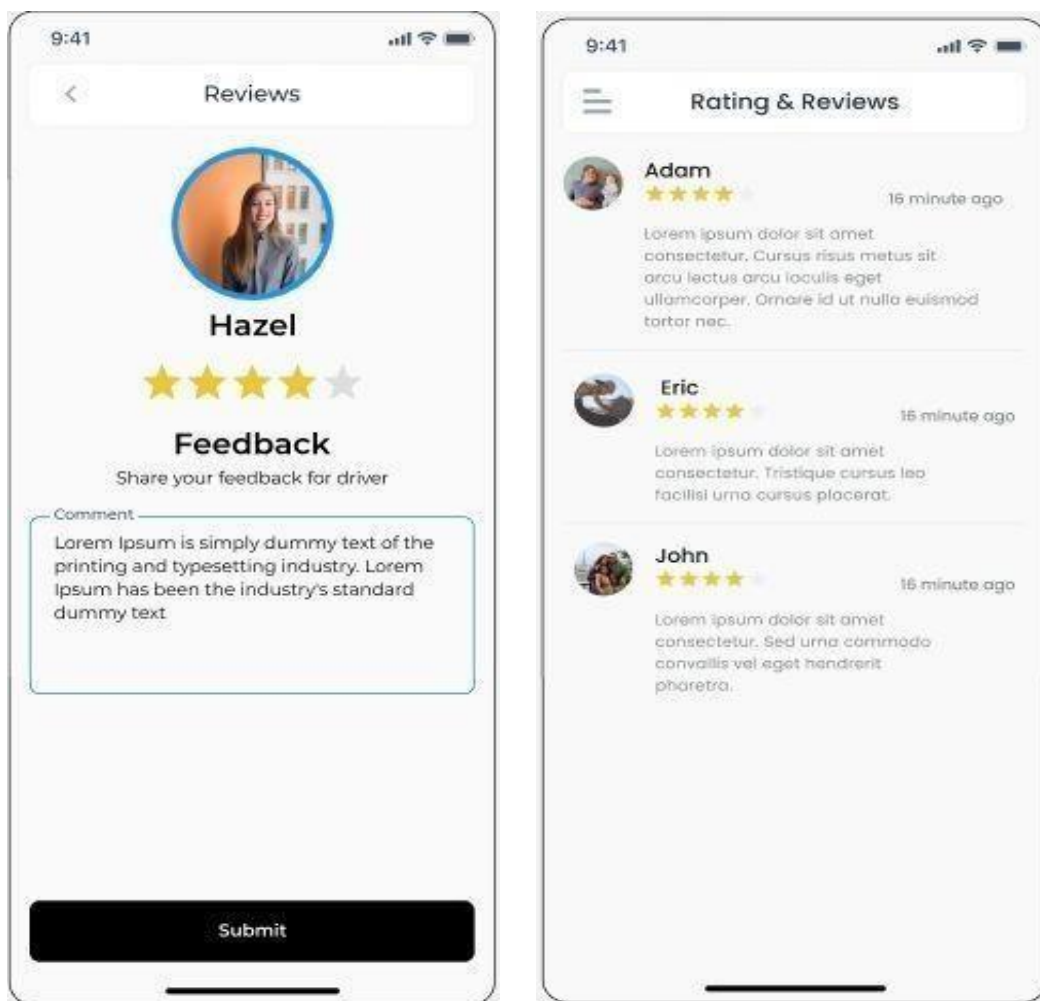 9:41
Reviews
Hazel
Feedback
Share your feedback for driver
Comment
Lorem Ipsum is simply dummy text of the
printing and typesetting industry. Lorem
Ipsum has been the industry's standard
dummy text
Submit
9:41
Rating & Reviews
Adam
16 minute ago
Lorem ipsum dolor sit amet
consectetur. Cursus risus metus sit
arcu lectus arcu iaculis eget
ullamcorper. Ornare id ut nulla euismod
tortor nec.
Eric
16 minute ago
Lorem ipsum dolor sit amet
consectetur. Tristique cursus leo
facilisi urna cursus placerat.
John
16 minute ago
Lorem ipsum dolor sit amet
consectetur. Sed urna commodo
convallis vel eget hendrerit
pharetra.